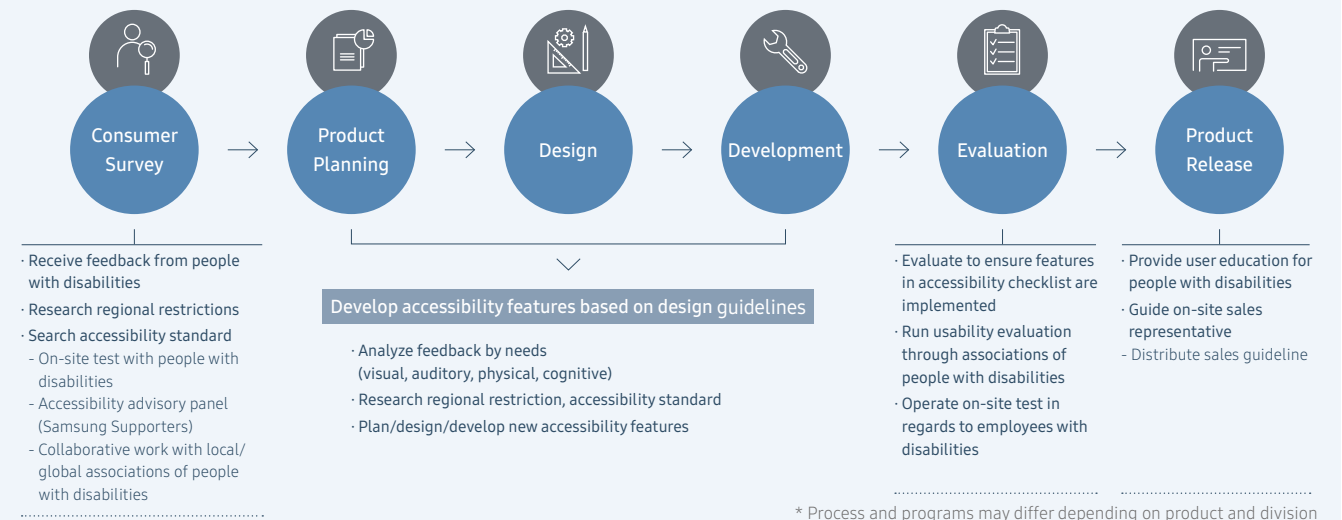 Consumer
Survey
Product
Planning
Design
Development
Evaluation
Product
Release
· Receive feedback from people
with disabilities
· Research regional restrictions
· Search accessibility standard
- On-site test with people with
disabilities
- Accessibility advisory panel
(Samsung Supporters)
- Collaborative work with local/
global associations of people
with disabilities
Develop accessibility features based on design guidelines
· Analyze feedback by needs
(visual, auditory, physical, cognitive)
· Research regional restriction, accessibility standard
· Plan/design/develop new accessibility features
· Evaluate to ensure features
in accessibility checklist are
implemented
· Run usability evaluation
through associations of
people with disabilities
· Operate on-site test in
regards to employees with
disabilities
· Provide user education for
people with disabilities
· Guide on-site sales
representative
- Distribute sales guideline
* Process and programs may differ depending on product and division